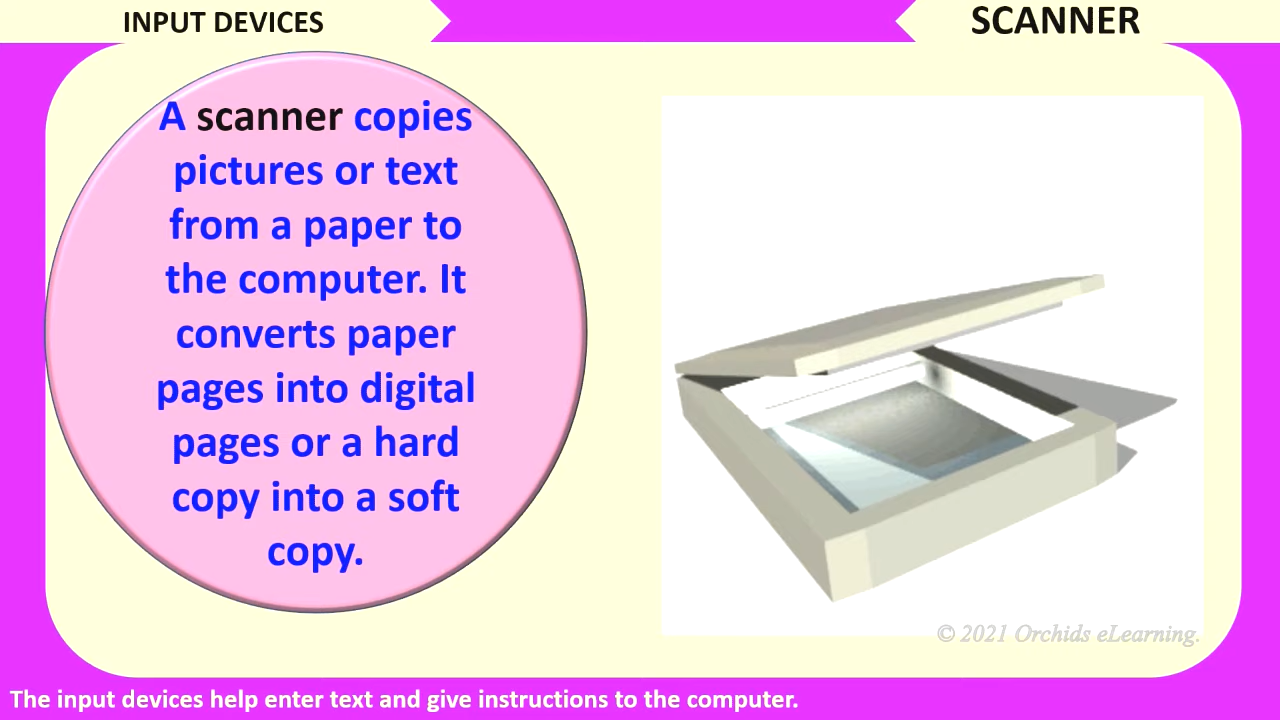 INPUT DEVICES
SCANNER
A scanner copies
pictures or text
from a paper to
the computer. It
converts paper
pages into digital
pages or a hard
copy into a soft
copy.
© 2021 Orchids eLearning.
The input devices help enter text and give instructions to the computer.